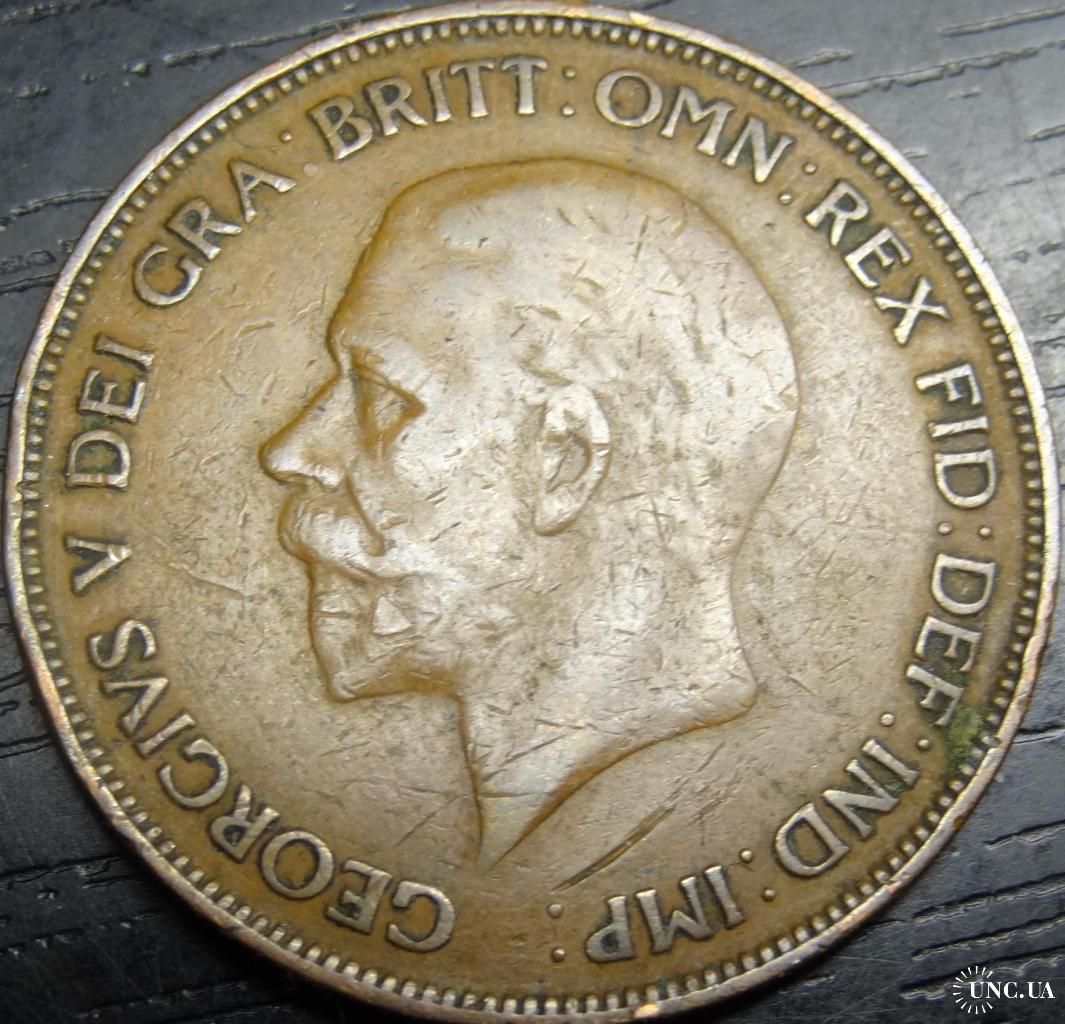 GEORGIVS V DEI GRA: BRITT: OMN: REX FID: DEF: IND: IMP:
UNC.UA